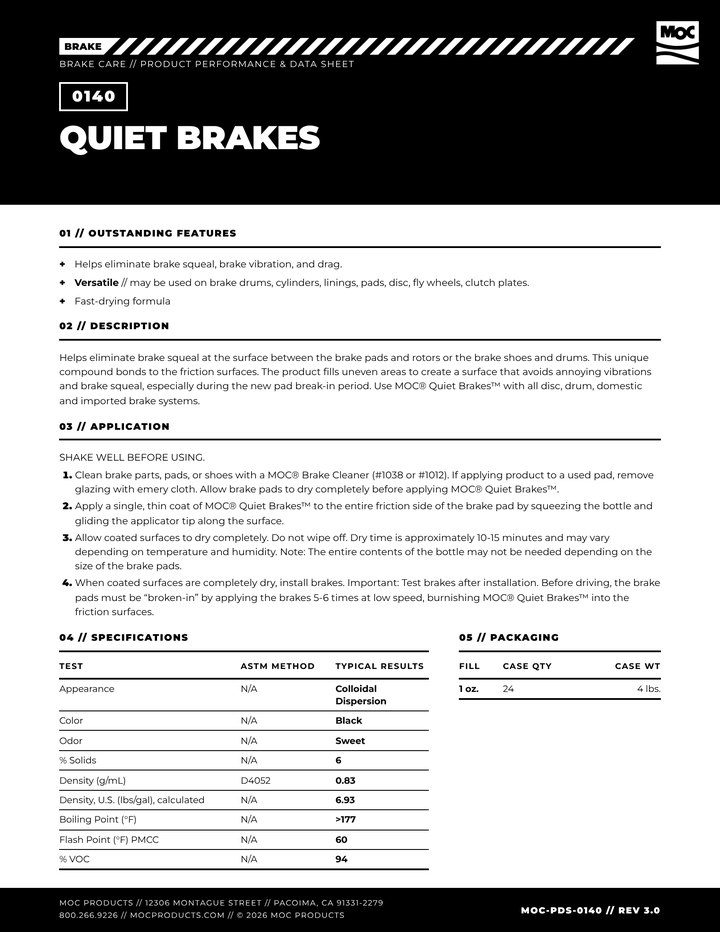 BRAKE
MOC
BRAKE CARE // PRODUCT PERFORMANCE & DATA SHEET
0140
QUIET BRAKES
01 // OUTSTANDING FEATURES
+ Helps eliminate brake squeal, brake vibration, and drag.
+ Versatile // may be used on brake drums, cylinders, linings, pads, disc, fly wheels, clutch plates.
+ Fast-drying formula
02 // DESCRIPTION
Helps eliminate brake squeal at the surface between the brake pads and rotors or the brake shoes and drums. This unique
compound bonds to the friction surfaces. The product fills uneven areas to create a surface that avoids annoying vibrations
and brake squeal, especially during the new pad break-in period. Use MOC® Quiet Brakes™ with all disc, drum, domestic
and imported brake systems.
03 // APPLICATION
SHAKE WELL BEFORE USING.
1. Clean brake parts, pads, or shoes with a MOC® Brake Cleaner (#1038 or #1012). If applying product to a used pad, remove
glazing with emery cloth. Allow brake pads to dry completely before applying MOC® Quiet Brakes™.
2. Apply a single, thin coat of MOC® Quiet Brakes™ to the entire friction side of the brake pad by squeezing the bottle and
gliding the applicator tip along the surface.
3. Allow coated surfaces to dry completely. Do not wipe off. Dry time is approximately 10-15 minutes and may vary
depending on temperature and humidity. Note: The entire contents of the bottle may not be needed depending on the
size of the brake pads.
4. When coated surfaces are completely dry, install brakes. Important: Test brakes after installation. Before driving, the brake
pads must be “broken-in” by applying the brakes 5-6 times at low speed, burnishing MOC® Quiet Brakes™ into the
friction surfaces.
04 // SPECIFICATIONS
TEST ASTM METHOD TYPICAL RESULTS
Appearance N/A Colloidal
Dispersion
Color N/A Black
Odor N/A Sweet
% Solids N/A 6
Density (g/mL) D4052 0.83
Density, U.S. (lbs/gal), calculated N/A 6.93
Boiling Point (°F) N/A >177
Flash Point (°F) PMCC N/A 60
% VOC N/A 94
05 // PACKAGING
FILL CASE QTY CASE WT
1 oz. 24 4 lbs.
MOC PRODUCTS // 12306 MONTAGUE STREET // PACOIMA, CA 91331-2279
800.266.9226 // MOCPRODUCTS.COM // © 2026 MOC PRODUCTS
MOC-PDS-0140 // REV 3.0